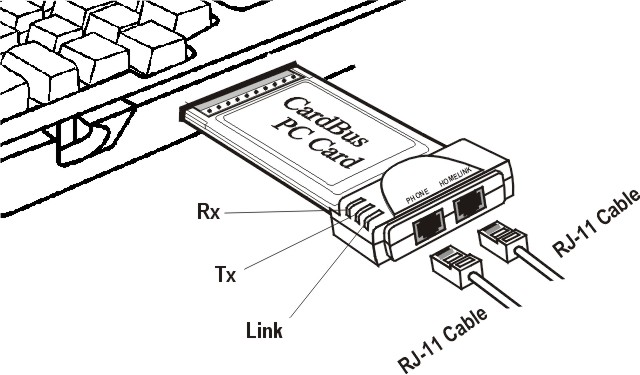 CardBus
PC Card
PHONE HOMELINK
Rx
Tx
Link
RJ-11 Cable
RJ-11 Cable